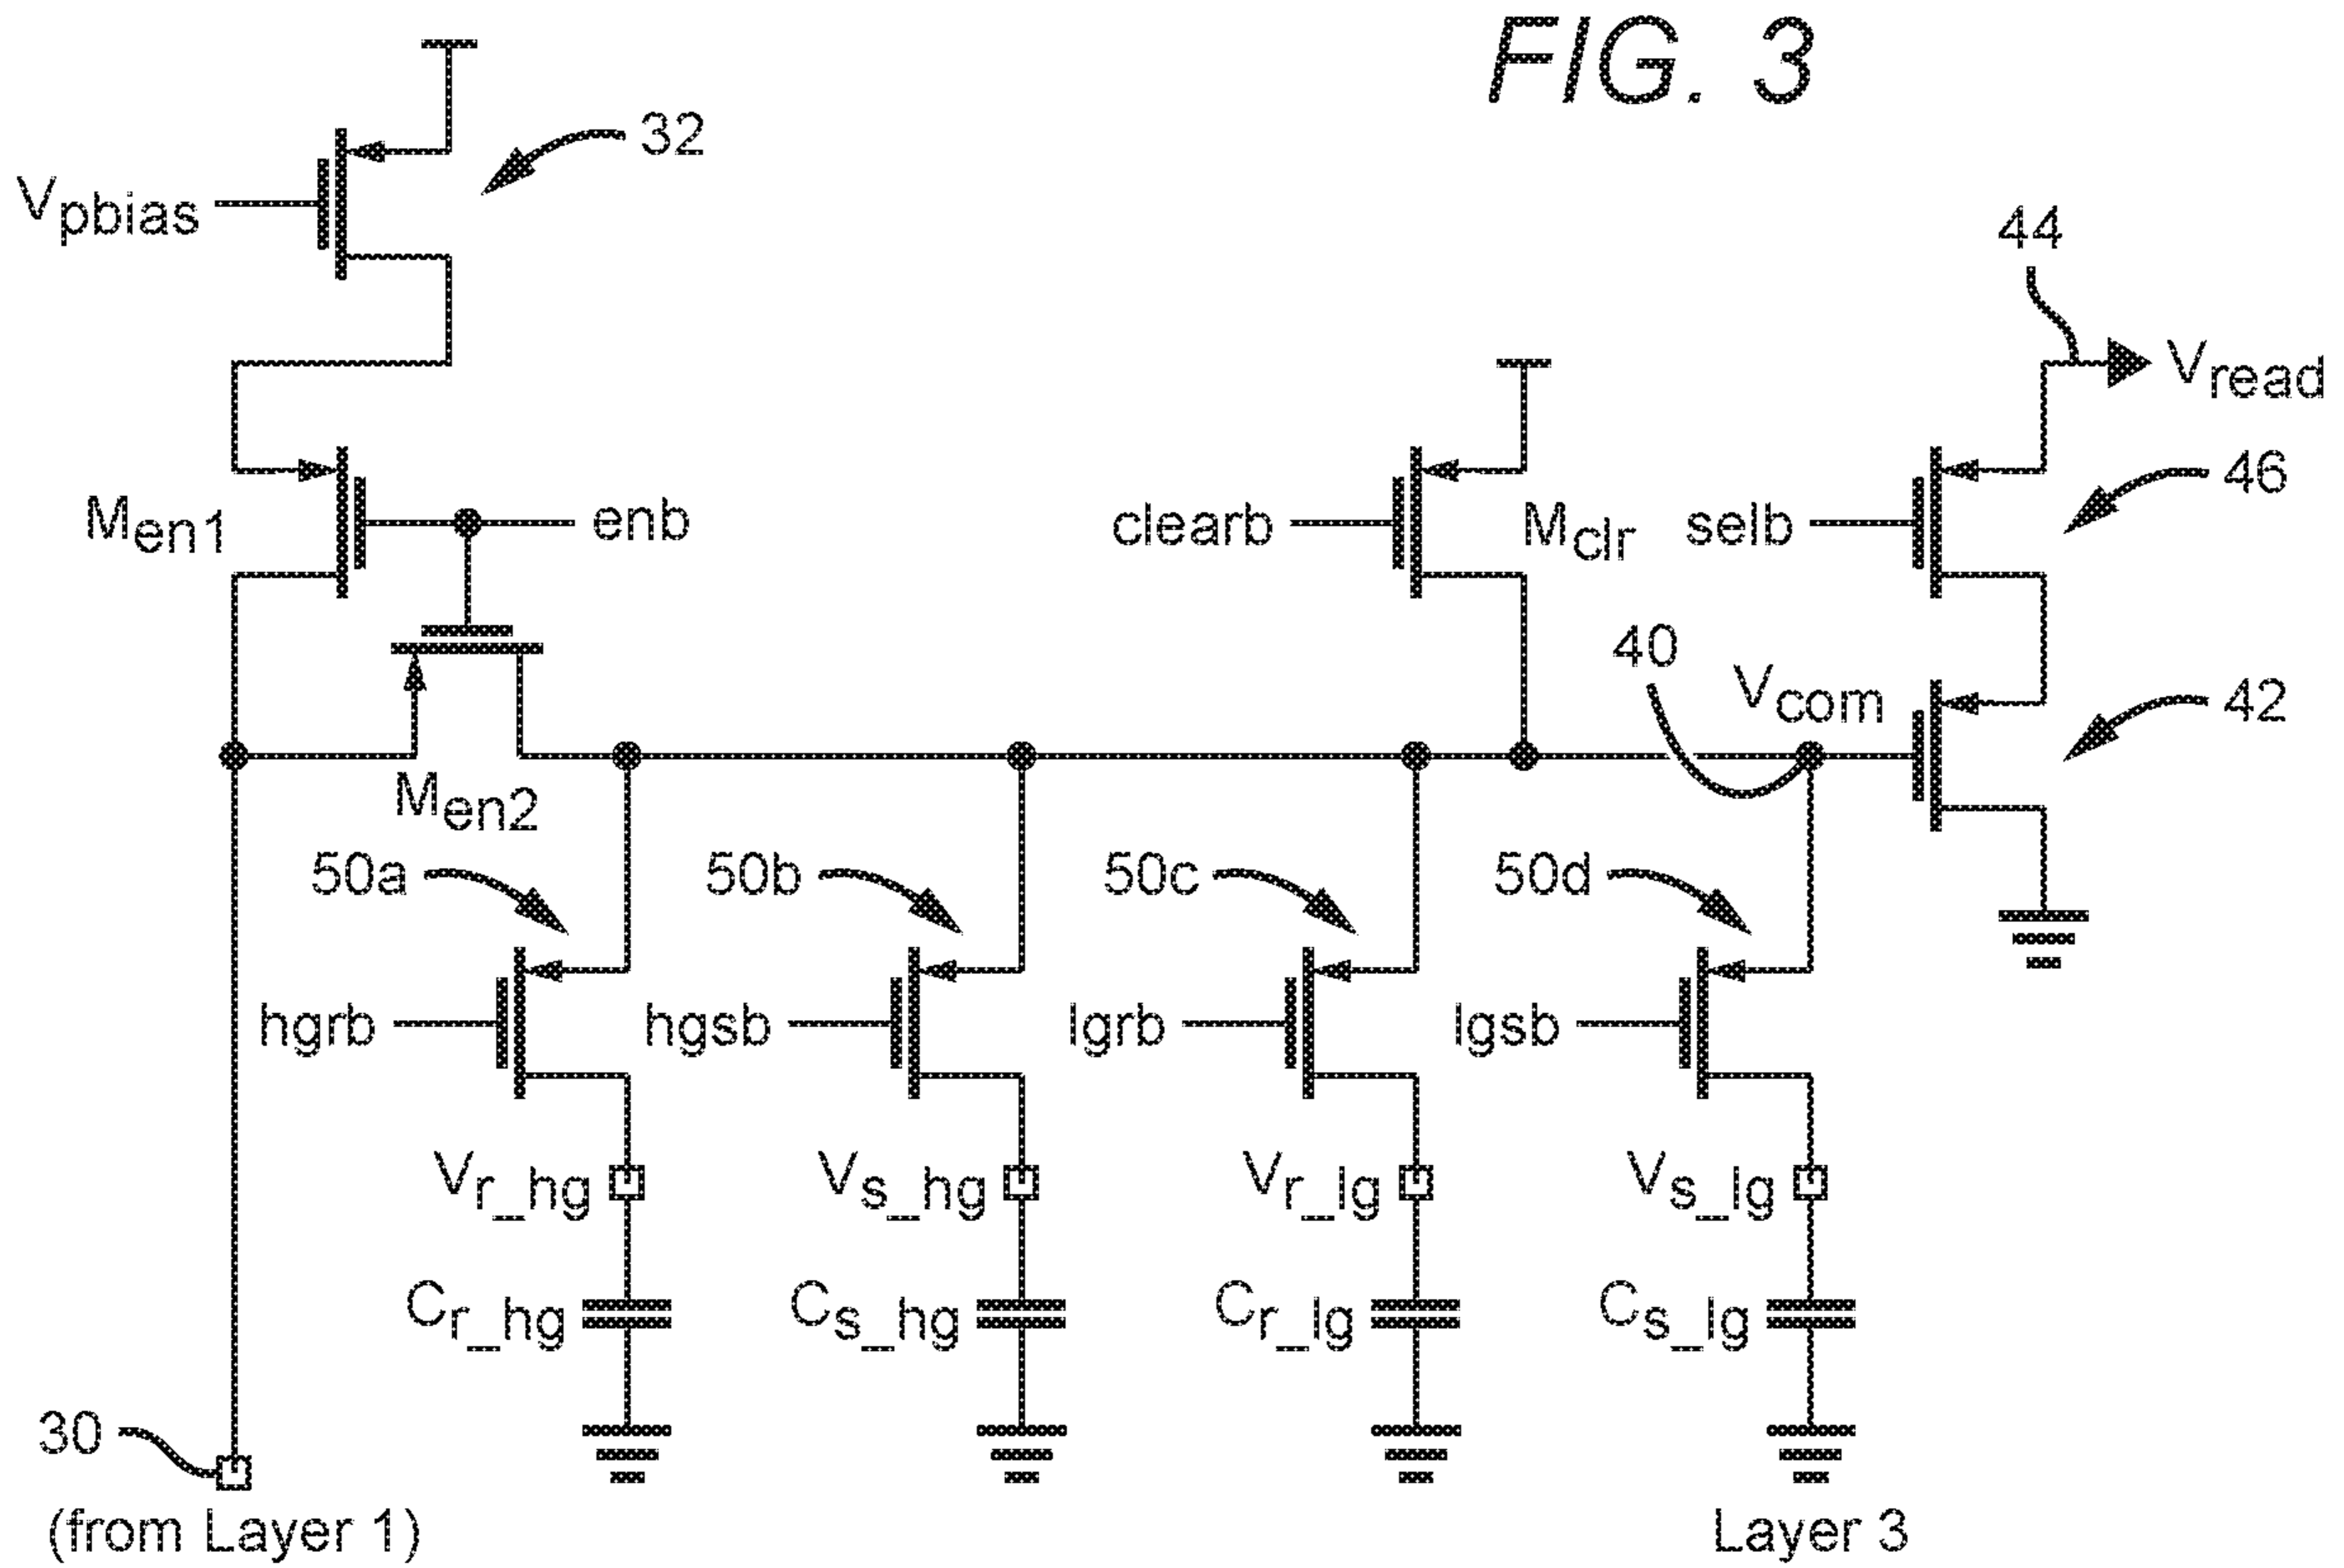 FIG. 3
32
Vpbias
44
Vread
Men1
enb
clearb
Mclr
selb
46
40
Vcom
42
Men2
50a
50b
50c
50d
hgrb
hgsb
lgrb
lgsb
Vr_hg
Vs_hg
Vr_lg
Vs_lg
Cr_hg
Cs_hg
Cr_lg
Cs_lg
30
(from Layer 1)
Layer 3